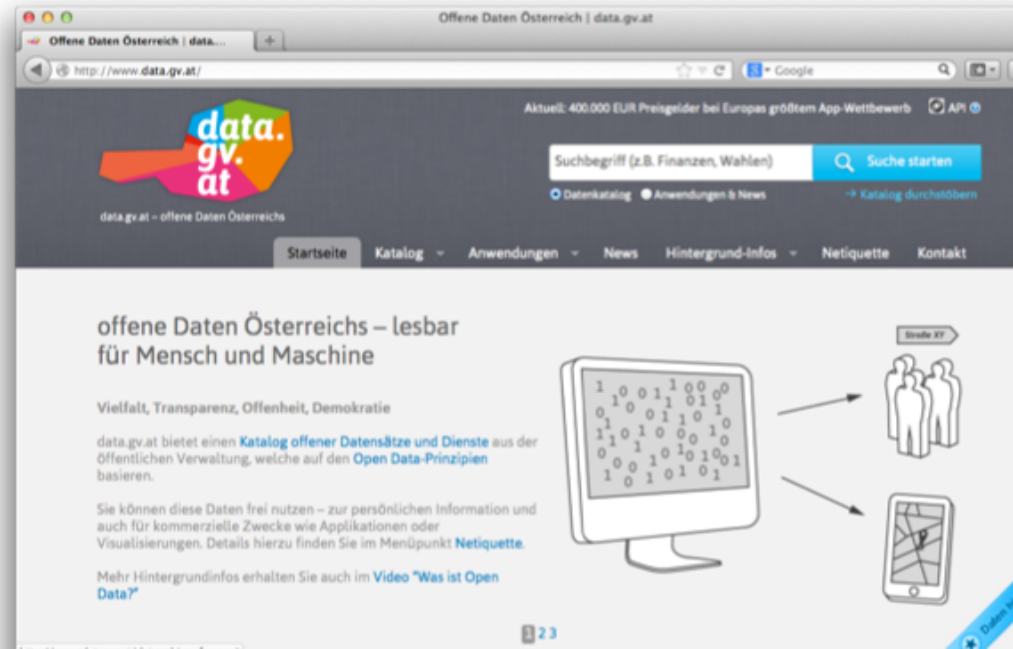 Offene Daten Österreich | data.gv.at
Offene Daten Österreich | data....
http://www.data.gv.at/
Google
Aktuell: 400.000 EUR Preisgelder bei Europas größtem App-Wettbewerb
API
data.
gv.
at
data.gv.at – offene Daten Österreichs
Suchbegriff (z.B. Finanzen, Wahlen)
Suche starten
Datenkatalog
Anwendungen & News
→ Katalog durchstöbern
Startseite
Katalog
Anwendungen
News
Hintergrund-Infos
Netiquette
Kontakt
offene Daten Österreichs – lesbar
für Mensch und Maschine
Vielfalt, Transparenz, Offenheit, Demokratie
data.gv.at bietet einen Katalog offener Datensätze und Dienste aus der
öffentlichen Verwaltung, welche auf den Open Data-Prinzipien
basieren.
Sie können diese Daten frei nutzen – zur persönlichen Information und
auch für kommerzielle Zwecke wie Applikationen oder
Visualisierungen. Details hierzu finden Sie im Menüpunkt Netiquette.
Mehr Hintergrundinfos erhalten Sie auch im Video "Was ist Open
Data?"
Straße XY
1 2 3
Daten